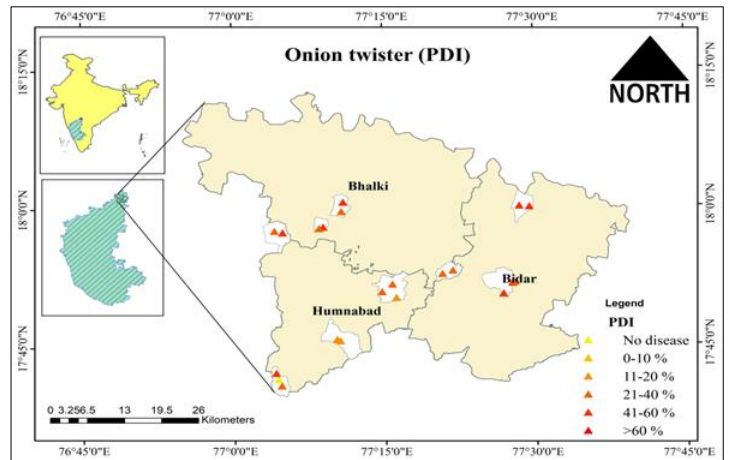 76°45'0"E 77°0'0"E 77°15'0"E 77°30'0"E 77°45'0"E
Onion twister (PDI)
NORTH
18°15'0"N 18°15'0"N
Bhalki
18°0'0"N 18°0'0"N
Bidar
Humnabad
Legend
PDI
No disease
0-10 %
11-20 %
21-40 %
41-60 %
>60 %
17°45'0"N 17°45'0"N
0 3.256.5 13 19.5 26
Kilometers
76°45'0"E 77°0'0"E 77°15'0"E 77°30'0"E 77°45'0"E